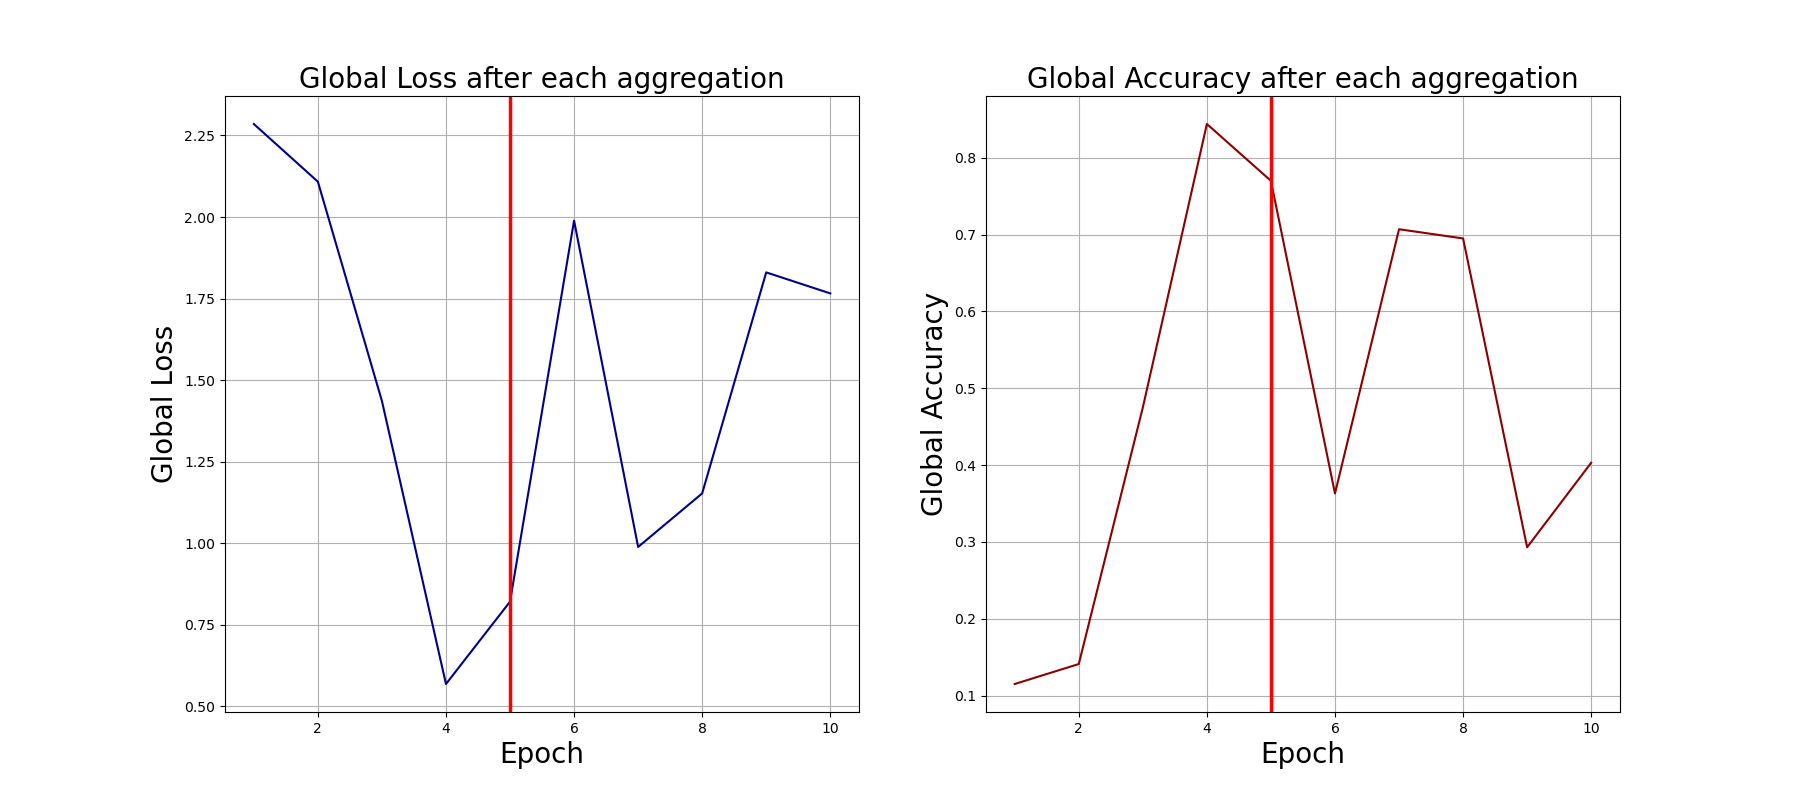 Global Loss after each aggregation
Global Loss
2.25
2.00
1.75
1.50
1.25
1.00
0.75
0.50
2 4 6 8 10
Epoch
Global Accuracy after each aggregation
Global Accuracy
0.8
0.7
0.6
0.5
0.4
0.3
0.2
0.1
2 4 6 8 10
Epoch